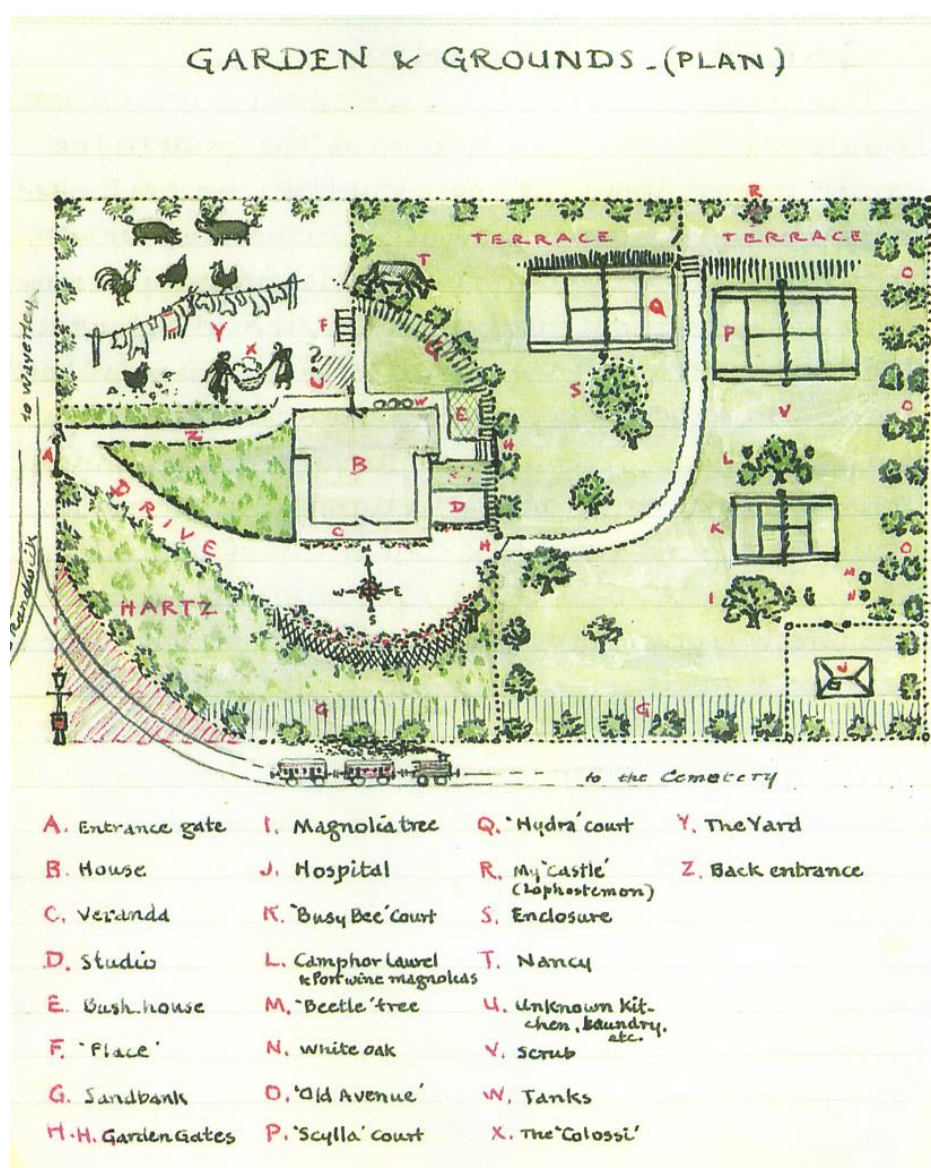 GARDEN & GROUNDS - (PLAN)
R
TERRACE
TERRACE
T
O
to Waverley
Q
F
Y
P
X
G
U
S
W
E
V
O
Z
H
A
B
L
DRIVE
D
K
C
H
O
N
W E
S
M
HARTZ
I
N
Randwick
J
G
G
to the Cemetery
A. Entrance gate
B. House
C. Veranda
D. Studio
E. Bush-house
F. 'Place'
G. Sandbank
H.H. Garden Gates
I. Magnolia tree
J. Hospital
K. 'Busy Bee' Court
L. Camphor Laurel
& Port wine magnolias
M. 'Beetle' tree
N. White oak
O. 'Old Avenue'
P. 'Scylla' court
Q. 'Hydra' court
R. My 'Castle'
(Lophostemon)
S. Enclosure
T. Nancy
U. Unknown Kit-
chen, Laundry,
etc.
V. Scrub
W. Tanks
X. The 'Colossi'
Y. The Yard
Z. Back entrance